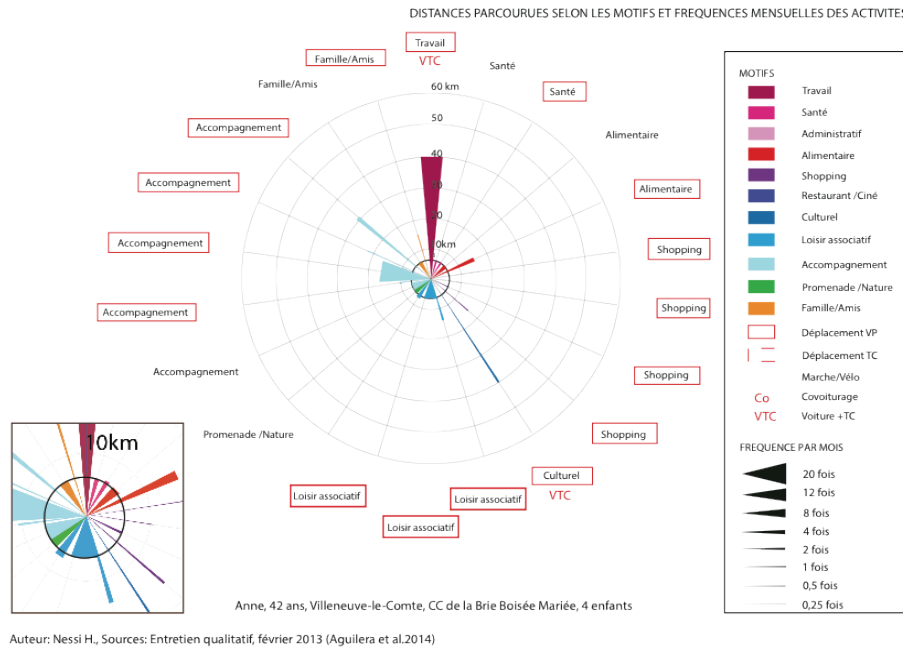 DISTANCES PARCOURUES SELON LES MOTIFS ET FREQUENCES MENSUELLES DES ACTIVITES
Travail
VTC
Santé
Santé
Alimentaire
Alimentaire
Shopping
Shopping
Shopping
Shopping
Culturel
VTC
Loisir associatif
Loisir associatif
Loisir associatif
Promenade /Nature
Accompagnement
Accompagnement
Accompagnement
Accompagnement
Accompagnement
Famille/Amis
Famille/Amis
60 km
50
40
30
20
0km
10km
MOTIFS
Travail
Santé
Administratif
Alimentaire
Shopping
Restaurant /Ciné
Culturel
Loisir associatif
Accompagnement
Promenade /Nature
Famille/Amis
Déplacement VP
Déplacement TC
Marche/Vélo
Co Covoiturage
VTC Voiture +TC
FREQUENCE PAR MOIS
20 fois
12 fois
8 fois
4 fois
2 fois
1 fois
0,5 fois
0,25 fois
Anne, 42 ans, Villeneuve-le-Comte, CC de la Brie Boisée Mariée, 4 enfants
Auteur: Nessi H., Sources: Entretien qualitatif, février 2013 (Aguilera et al.2014)